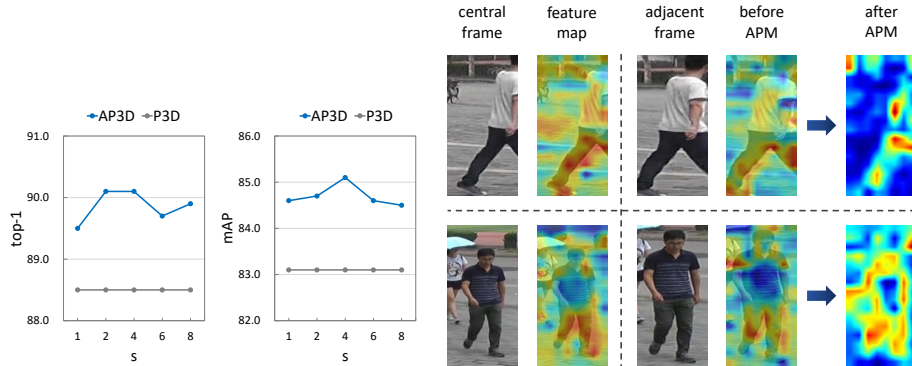 AP3D P3D
91.0
90.0
89.0
88.0
top-1
1 2 4 6 8
s
AP3D P3D
86.0
85.0
84.0
83.0
82.0
mAP
1 2 4 6 8
s
central frame
feature map
adjacent frame
before APM
after APM